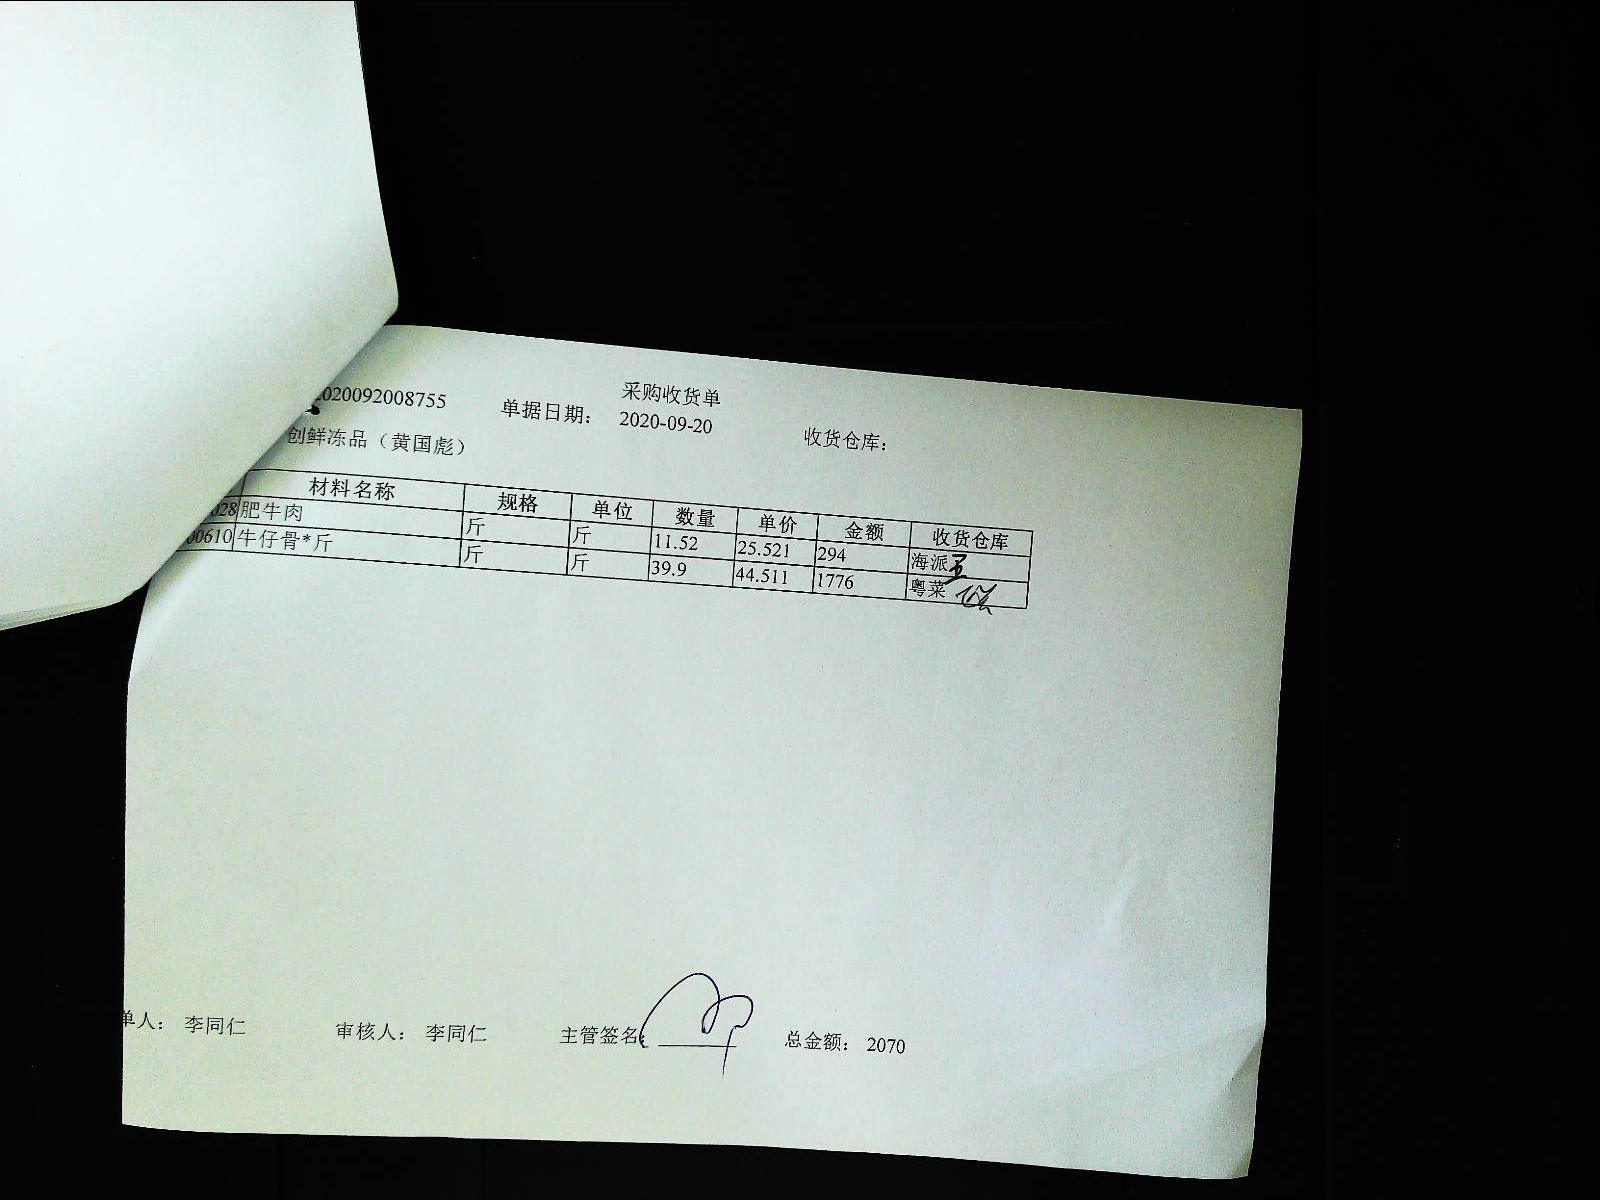 采购收货单
2020092008755 单据日期： 2020-09-20 收货仓库：
创鲜冻品（黄国彪）
材料名称 规格 单位 数量 单价 金额 收货仓库
028 肥牛肉 斤 斤 11.52 25.521 294 海派
00610 牛仔骨*斤 斤 斤 39.9 44.511 1776 粤菜
单人： 李同仁 审核人： 李同仁 主管签名： 总金额： 2070